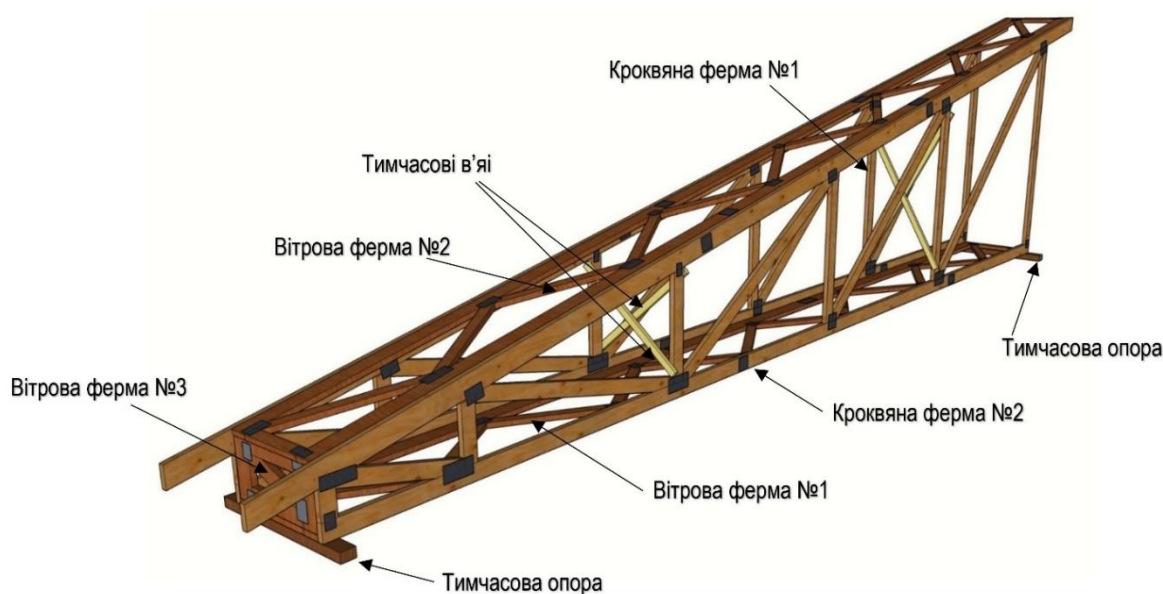 Кроквяна ферма №1
Тимчасові в’яі
Вітрова ферма №2
Тимчасова опора
Вітрова ферма №3
Кроквяна ферма №2
Вітрова ферма №1
Тимчасова опора